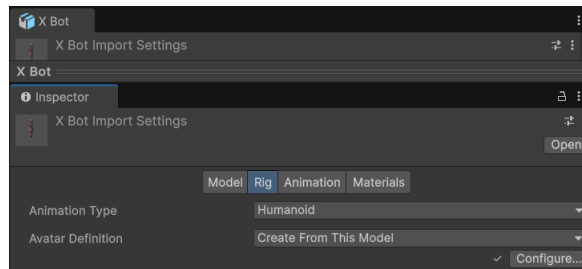 X Bot
X Bot Import Settings
X Bot
Inspector
X Bot Import Settings
Open
Model Rig Animation Materials
Animation Type Humanoid
Avatar Definition Create From This Model
Configure...